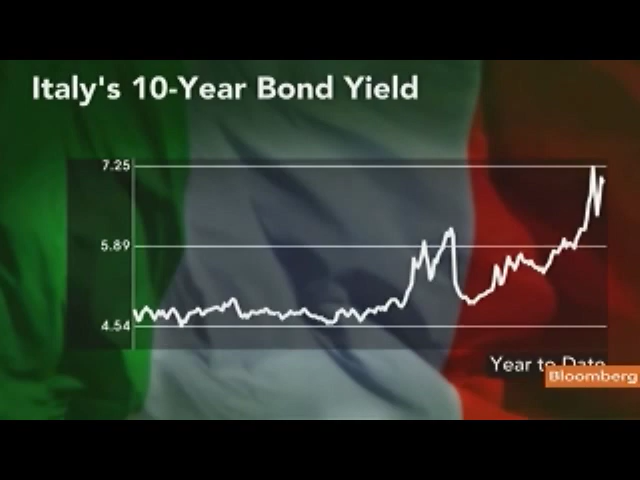 Italy's 10-Year Bond Yield
7.25
5.89
4.54
Year to Date
Bloomberg